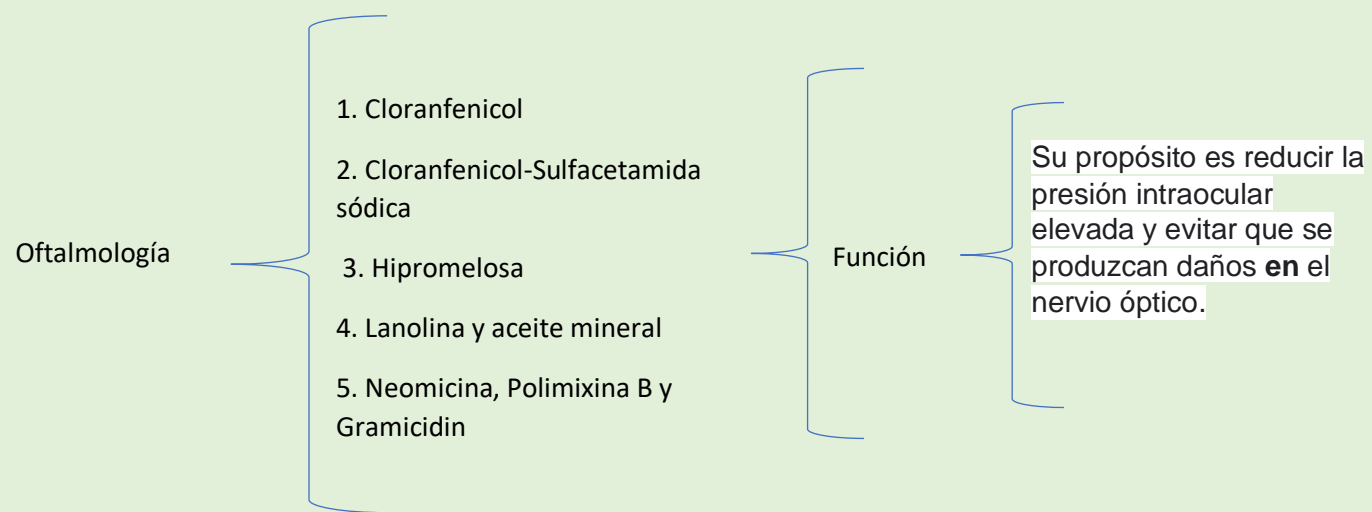 Oftalmología
1. Cloranfenicol
2. Cloranfenicol-Sulfacetamida
sódica
3. Hipromelosa
4. Lanolina y aceite mineral
5. Neomicina, Polimixina B y
Gramicidin
Función
Su propósito es reducir la
presión intraocular
elevada y evitar que se
produzcan daños en el
nervio óptico.